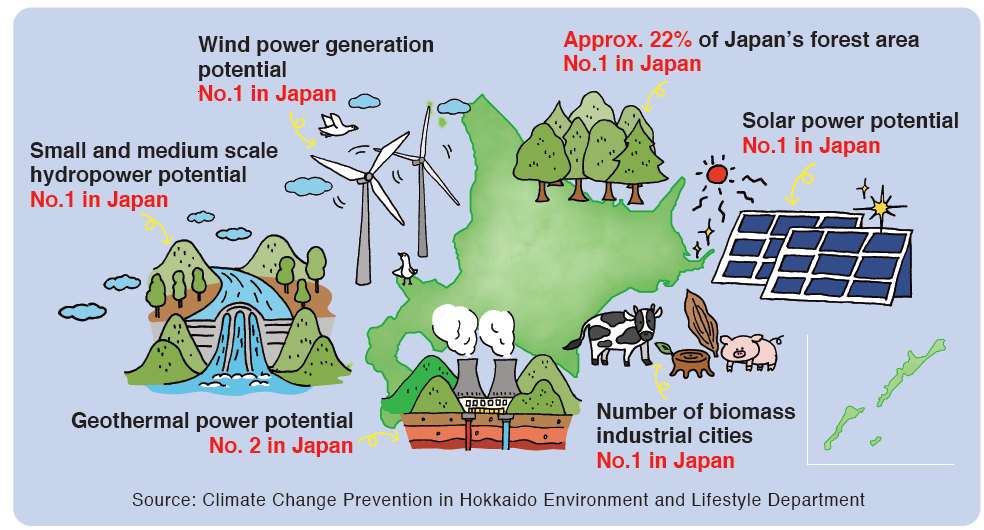 Wind power generation
potential
No.1 in Japan
Approx. 22% of Japan's forest area
No.1 in Japan
Solar power potential
No.1 in Japan
Small and medium scale
hydropower potential
No.1 in Japan
Geothermal power potential
No. 2 in Japan
Number of biomass
industrial cities
No.1 in Japan
Source: Climate Change Prevention in Hokkaido Environment and Lifestyle Department